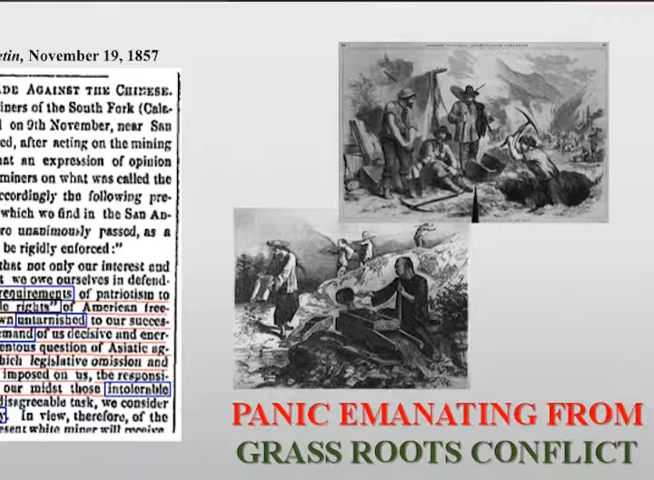 etin, November 19, 1857
DE AGAINST THE CHINESE.
iners of the South Fork (Cala-
on 9th November, near San
ed, after acting on the mining
at an expression of opinion
miners on what was called the
ccordingly the following pre-
which we find in the San An-
ro unanimously passed, as a
be rigidly enforced:"
that not only our interest and
t we owe ourselves in defend-
requirements of patriotism to
le rights" of American free-
wn untarnished to our succes-
emand of us decisive and ener-
entous question of Asiatic ag-
hich legislative omission and
imposed on us, the responsi-
our midst those intolerable
disagreeable task, we consider
y. In view, therefore, of the
esent white miner will receive
PANIC EMANATING FROM
GRASS ROOTS CONFLICT